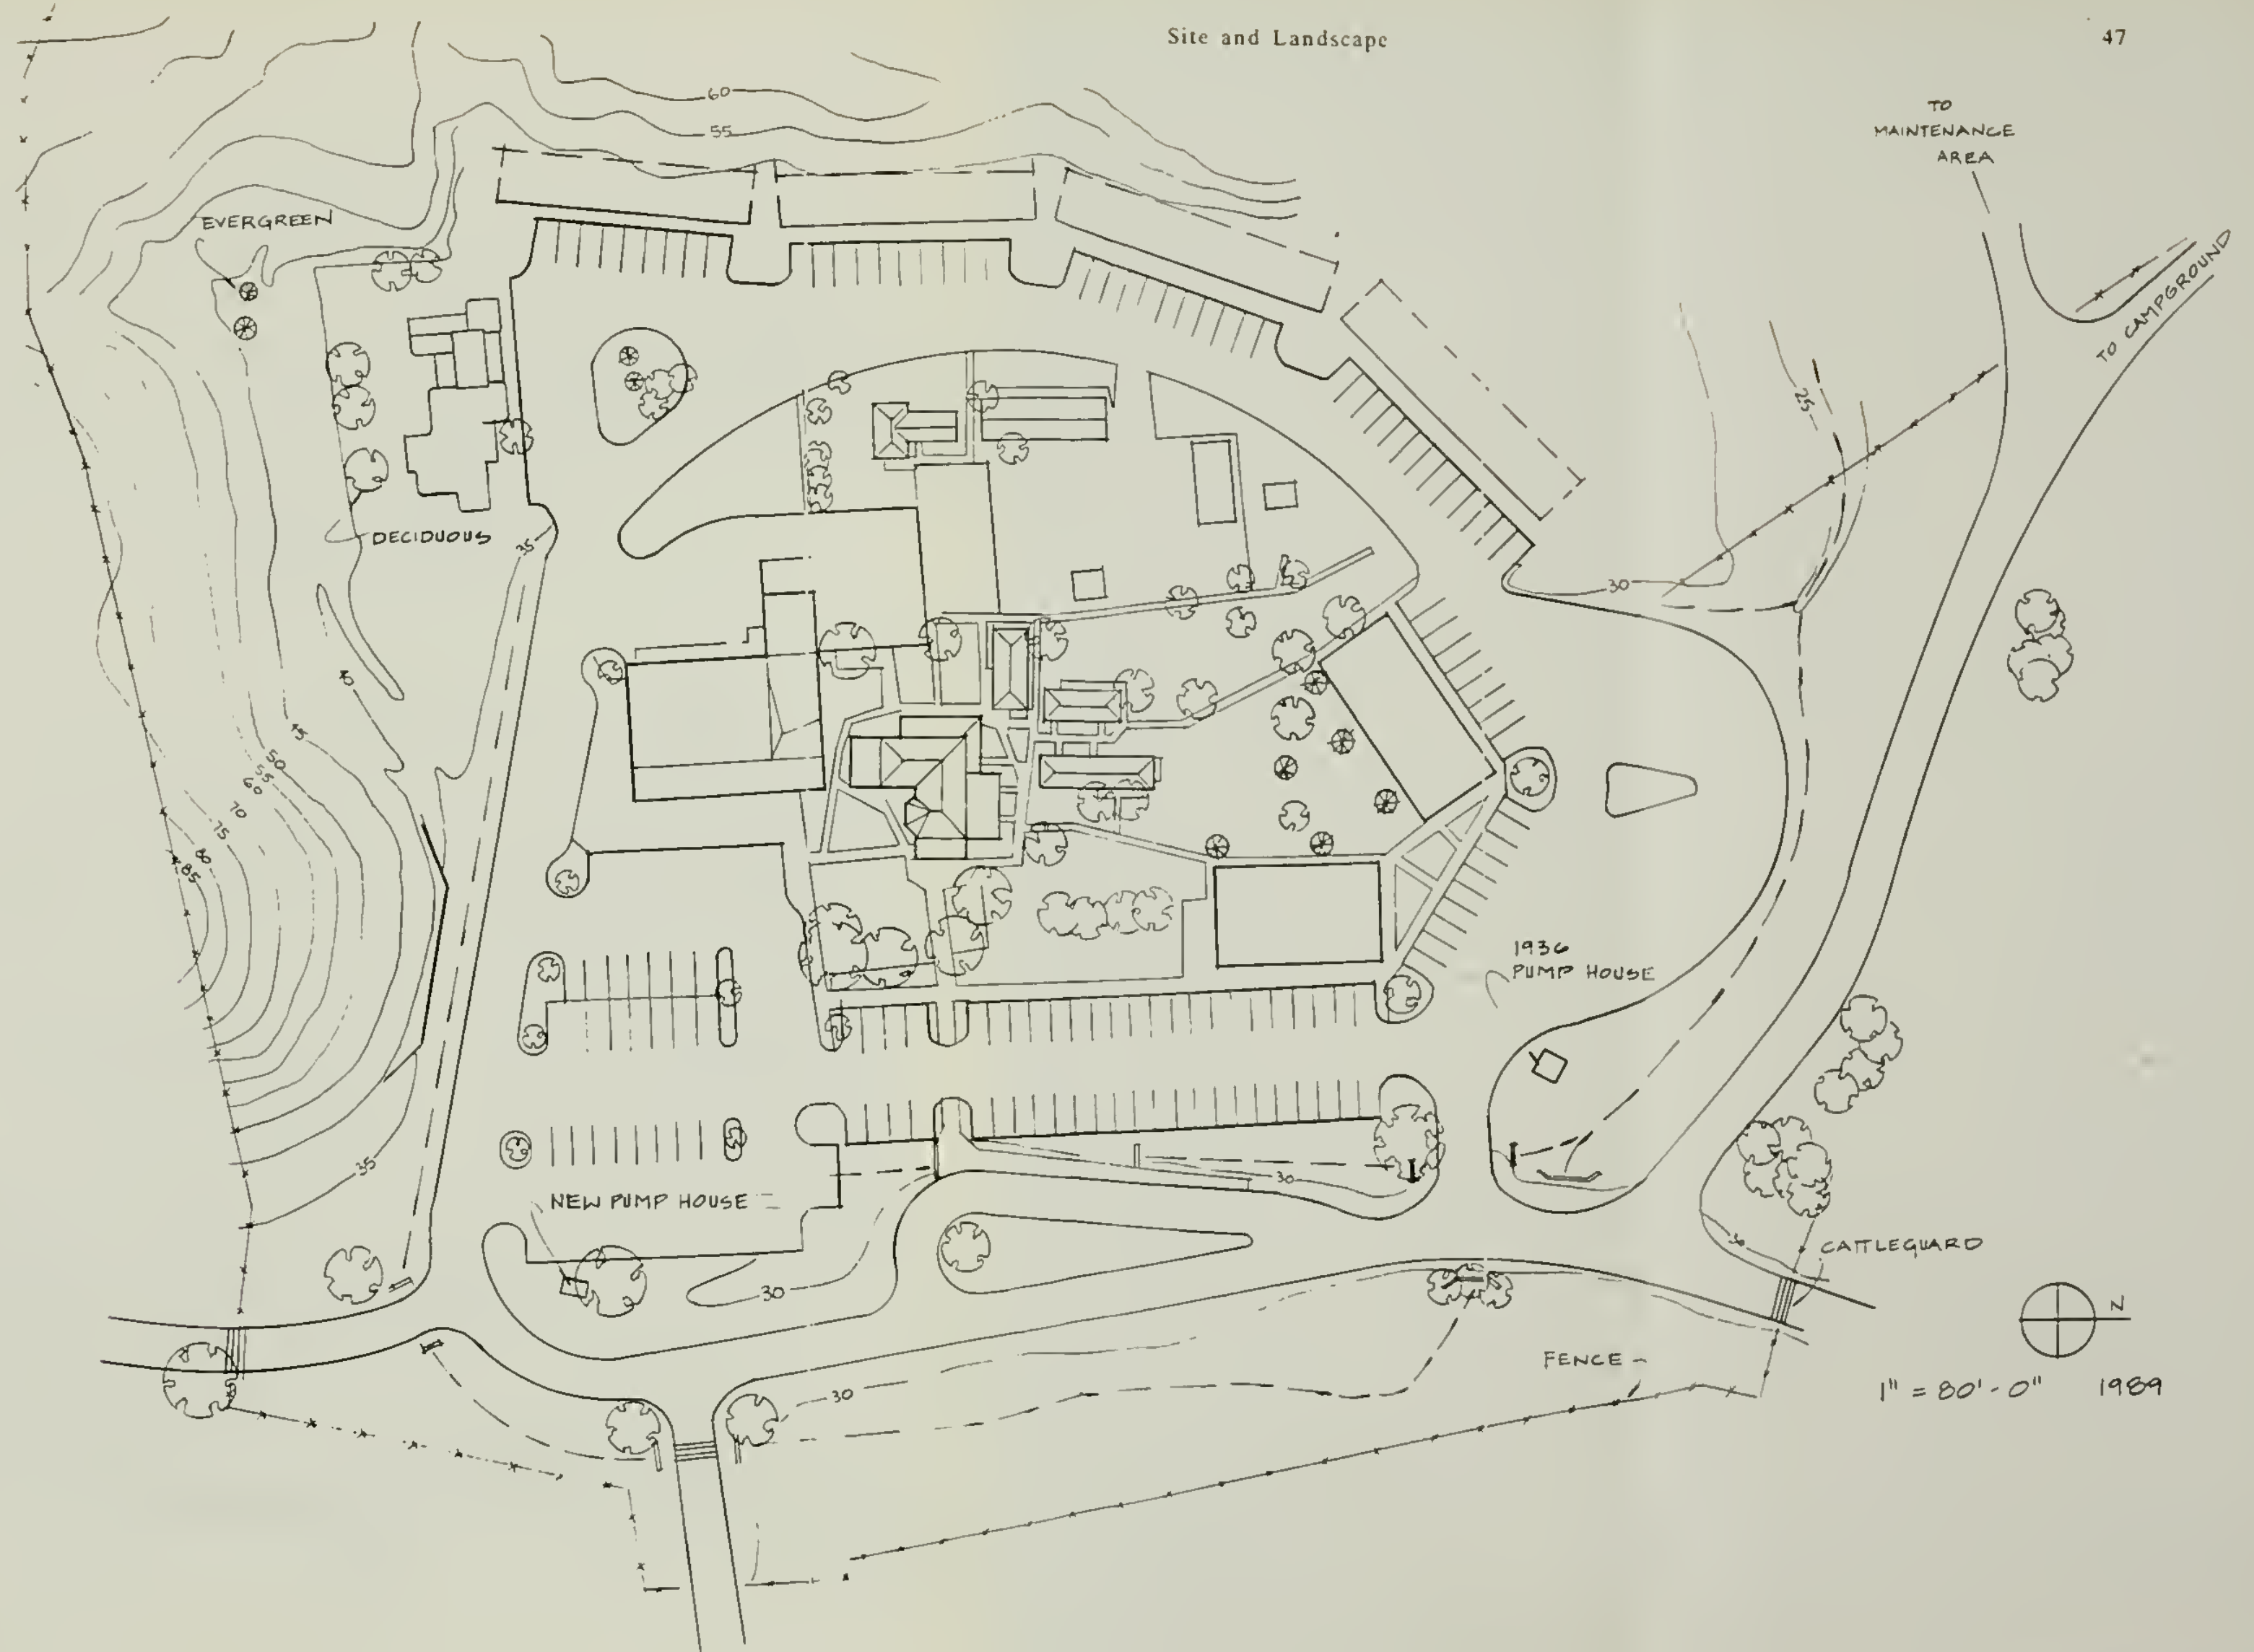 Site and Landscape
47
60
55
TO
MAINTENANCE
AREA
EVERGREEN
TO CAMPGROUND
25
DECIDUOUS
35
30
45
50
55
60
70
75
85
1936
PUMP HOUSE
35
30
NEW PUMP HOUSE
CATTLEGUARD
30
N
FENCE
30
1" = 80'-0" 1989